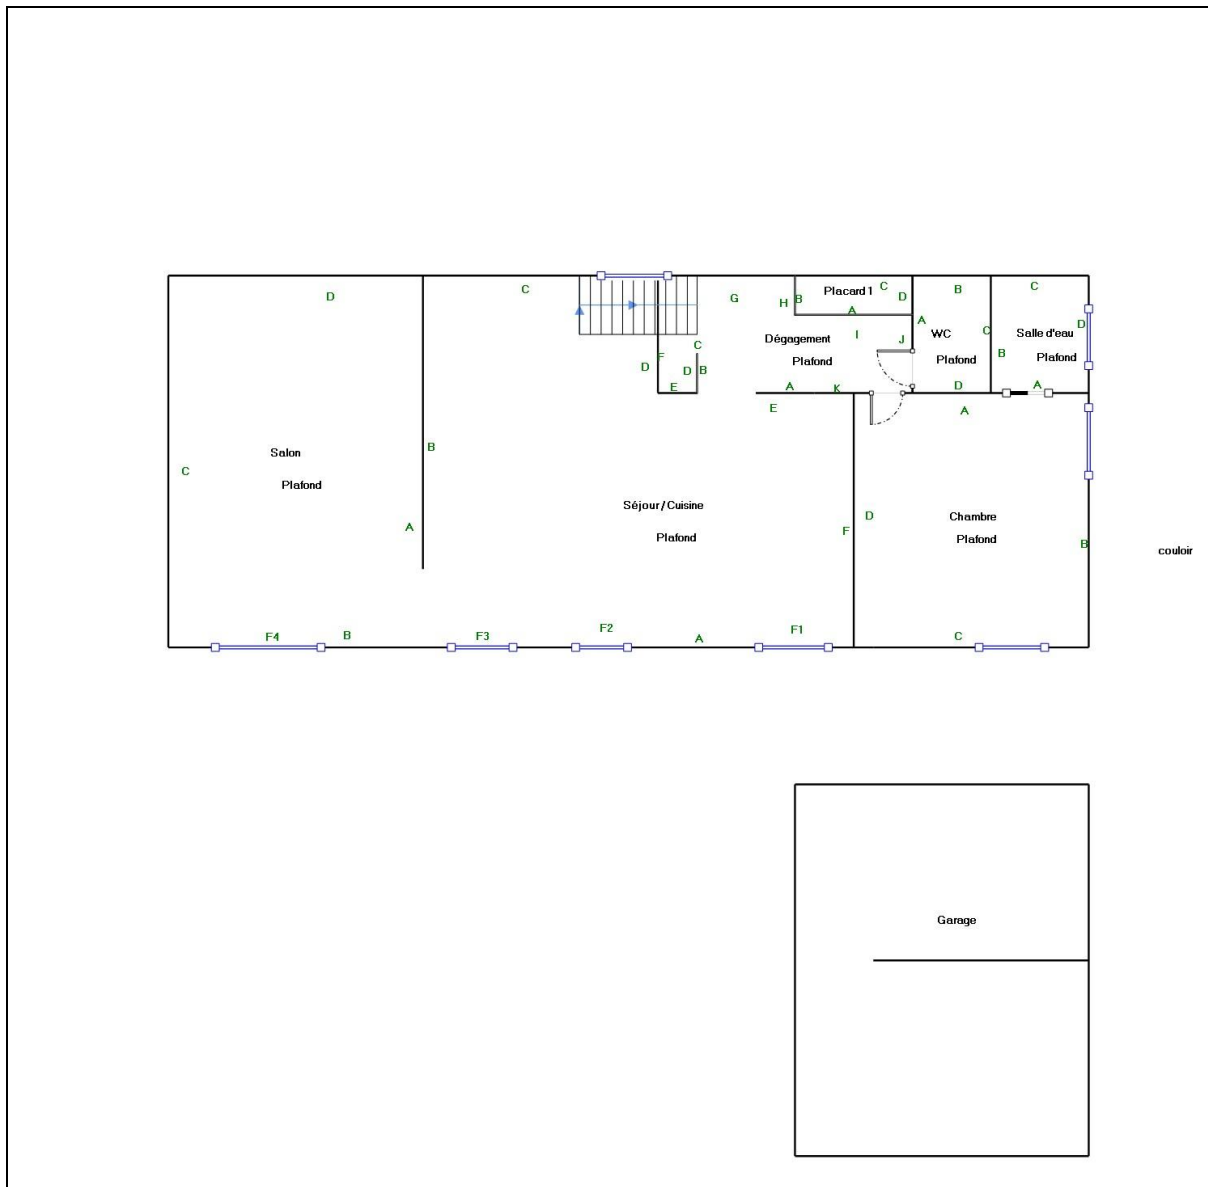 C
C
C
B
C
D
G
H
B
Placard 1
D
A
A
D
I
J
WC
C
Salle d'eau
Dégagement
C
F
B
Plafond
Plafond
Plafond
D
D
B
E
A
K
D
A
E
A
B
Salon
C
Plafond
Séjour / Cuisine
D
Chambre
A
F
Plafond
Plafond
B
couloir
F4
B
F3
F2
A
F1
C
Garage